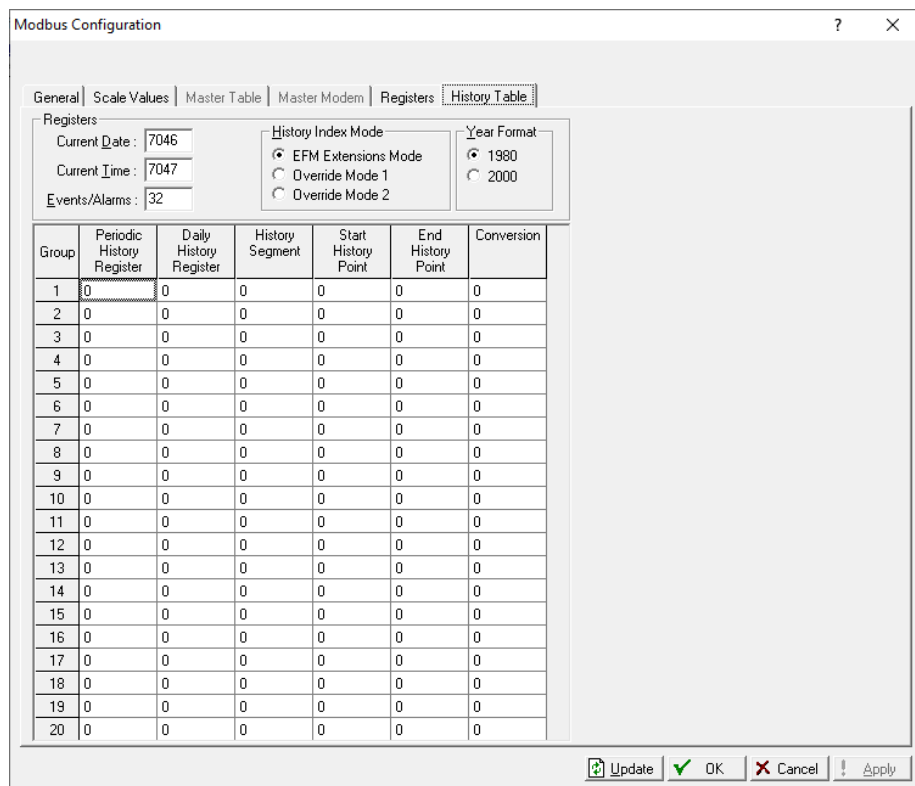 Modbus Configuration ? ×
General Scale Values Master Table Master Modem Registers History Table
Registers
Current Date : 7046
Current Time : 7047
Events/Alarms : 32
History Index Mode
EFM Extensions Mode
Override Mode 1
Override Mode 2
Year Format
1980
2000
Group Periodic History Register Daily History Register History Segment Start History Point End History Point Conversion
1 0 0 0 0 0 0
2 0 0 0 0 0 0
3 0 0 0 0 0 0
4 0 0 0 0 0 0
5 0 0 0 0 0 0
6 0 0 0 0 0 0
7 0 0 0 0 0 0
8 0 0 0 0 0 0
9 0 0 0 0 0 0
10 0 0 0 0 0 0
11 0 0 0 0 0 0
12 0 0 0 0 0 0
13 0 0 0 0 0 0
14 0 0 0 0 0 0
15 0 0 0 0 0 0
16 0 0 0 0 0 0
17 0 0 0 0 0 0
18 0 0 0 0 0 0
19 0 0 0 0 0 0
20 0 0 0 0 0 0
Update OK Cancel ! Apply